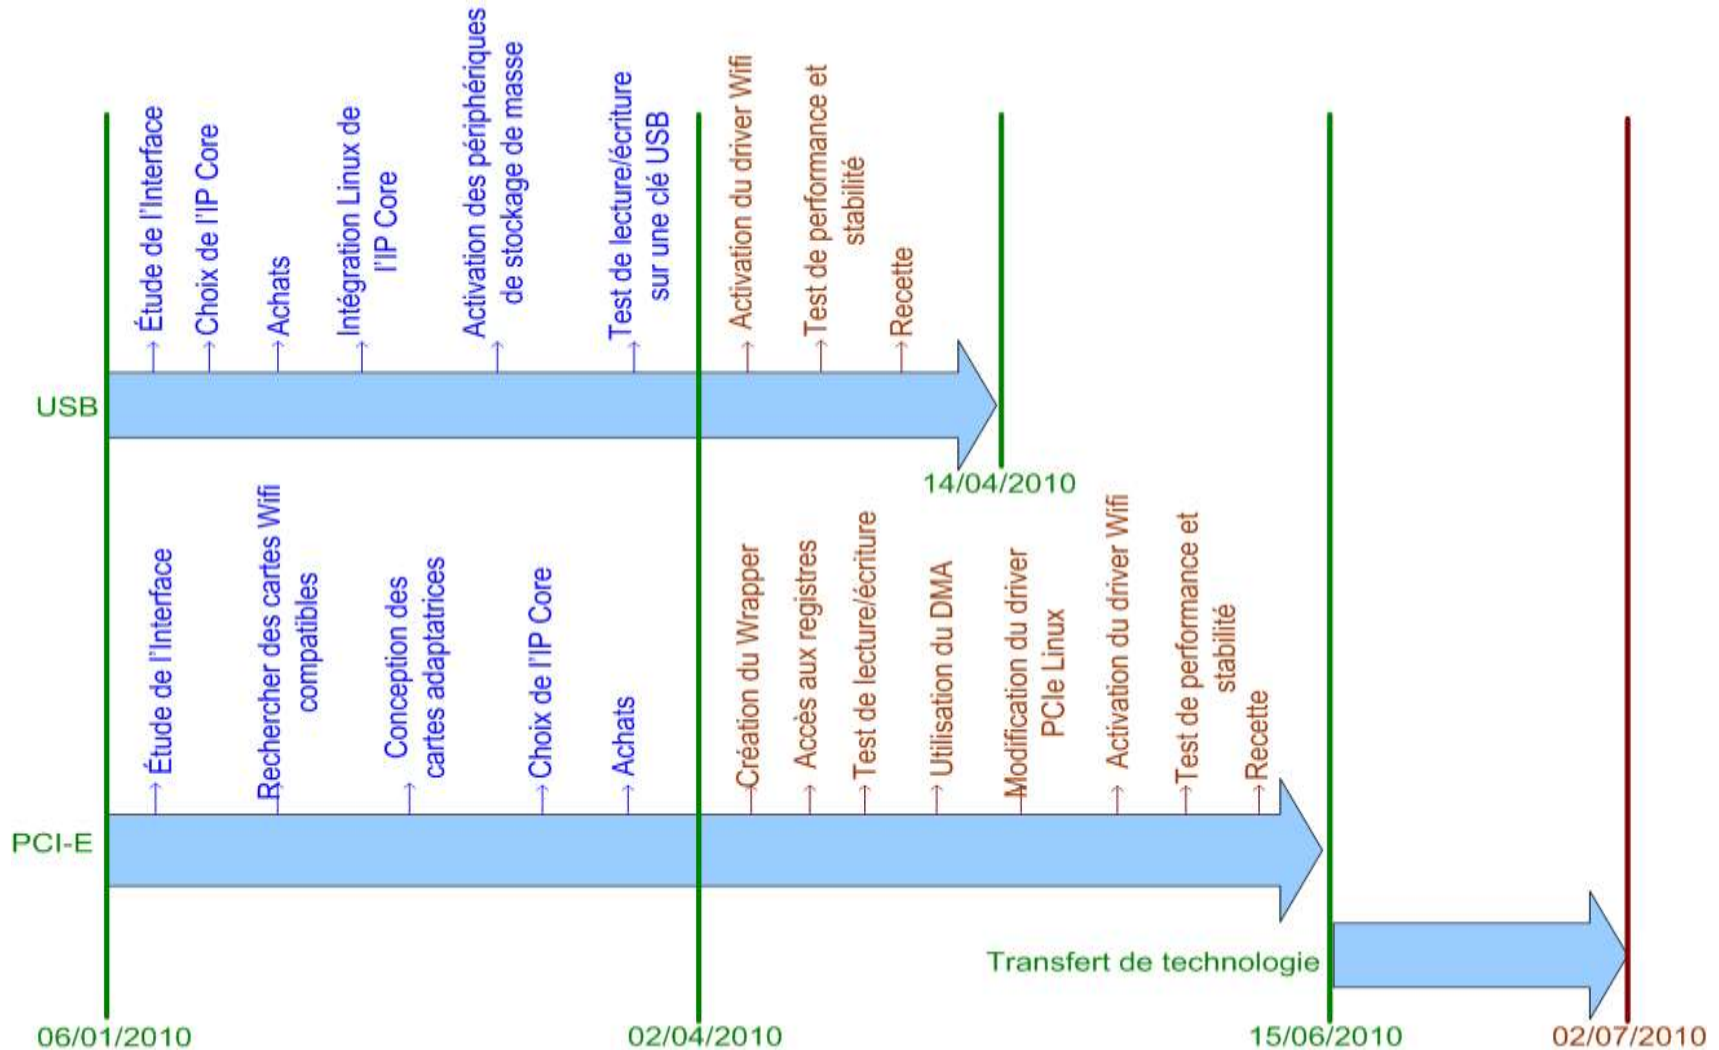 Étude de l'Interface
Choix de l'IP Core
Achats
Intégration Linux de
l'IP Core
Activation des périphériques
de stockage de masse
Test de lecture/écriture
sur une clé USB
Activation du driver Wifi
Test de performance et
stabilité
Recette
USB
14/04/2010
Étude de l'Interface
Rechercher des cartes Wifi
compatibles
Conception des
cartes adaptatrices
Choix de l'IP Core
Achats
Création du Wrapper
Accès aux registres
Test de lecture/écriture
Utilisation du DMA
Modification du driver
PCIe Linux
Activation du driver Wifi
Test de performance et
stabilité
Recette
PCI-E
Transfert de technologie
06/01/2010
02/04/2010
15/06/2010
02/07/2010